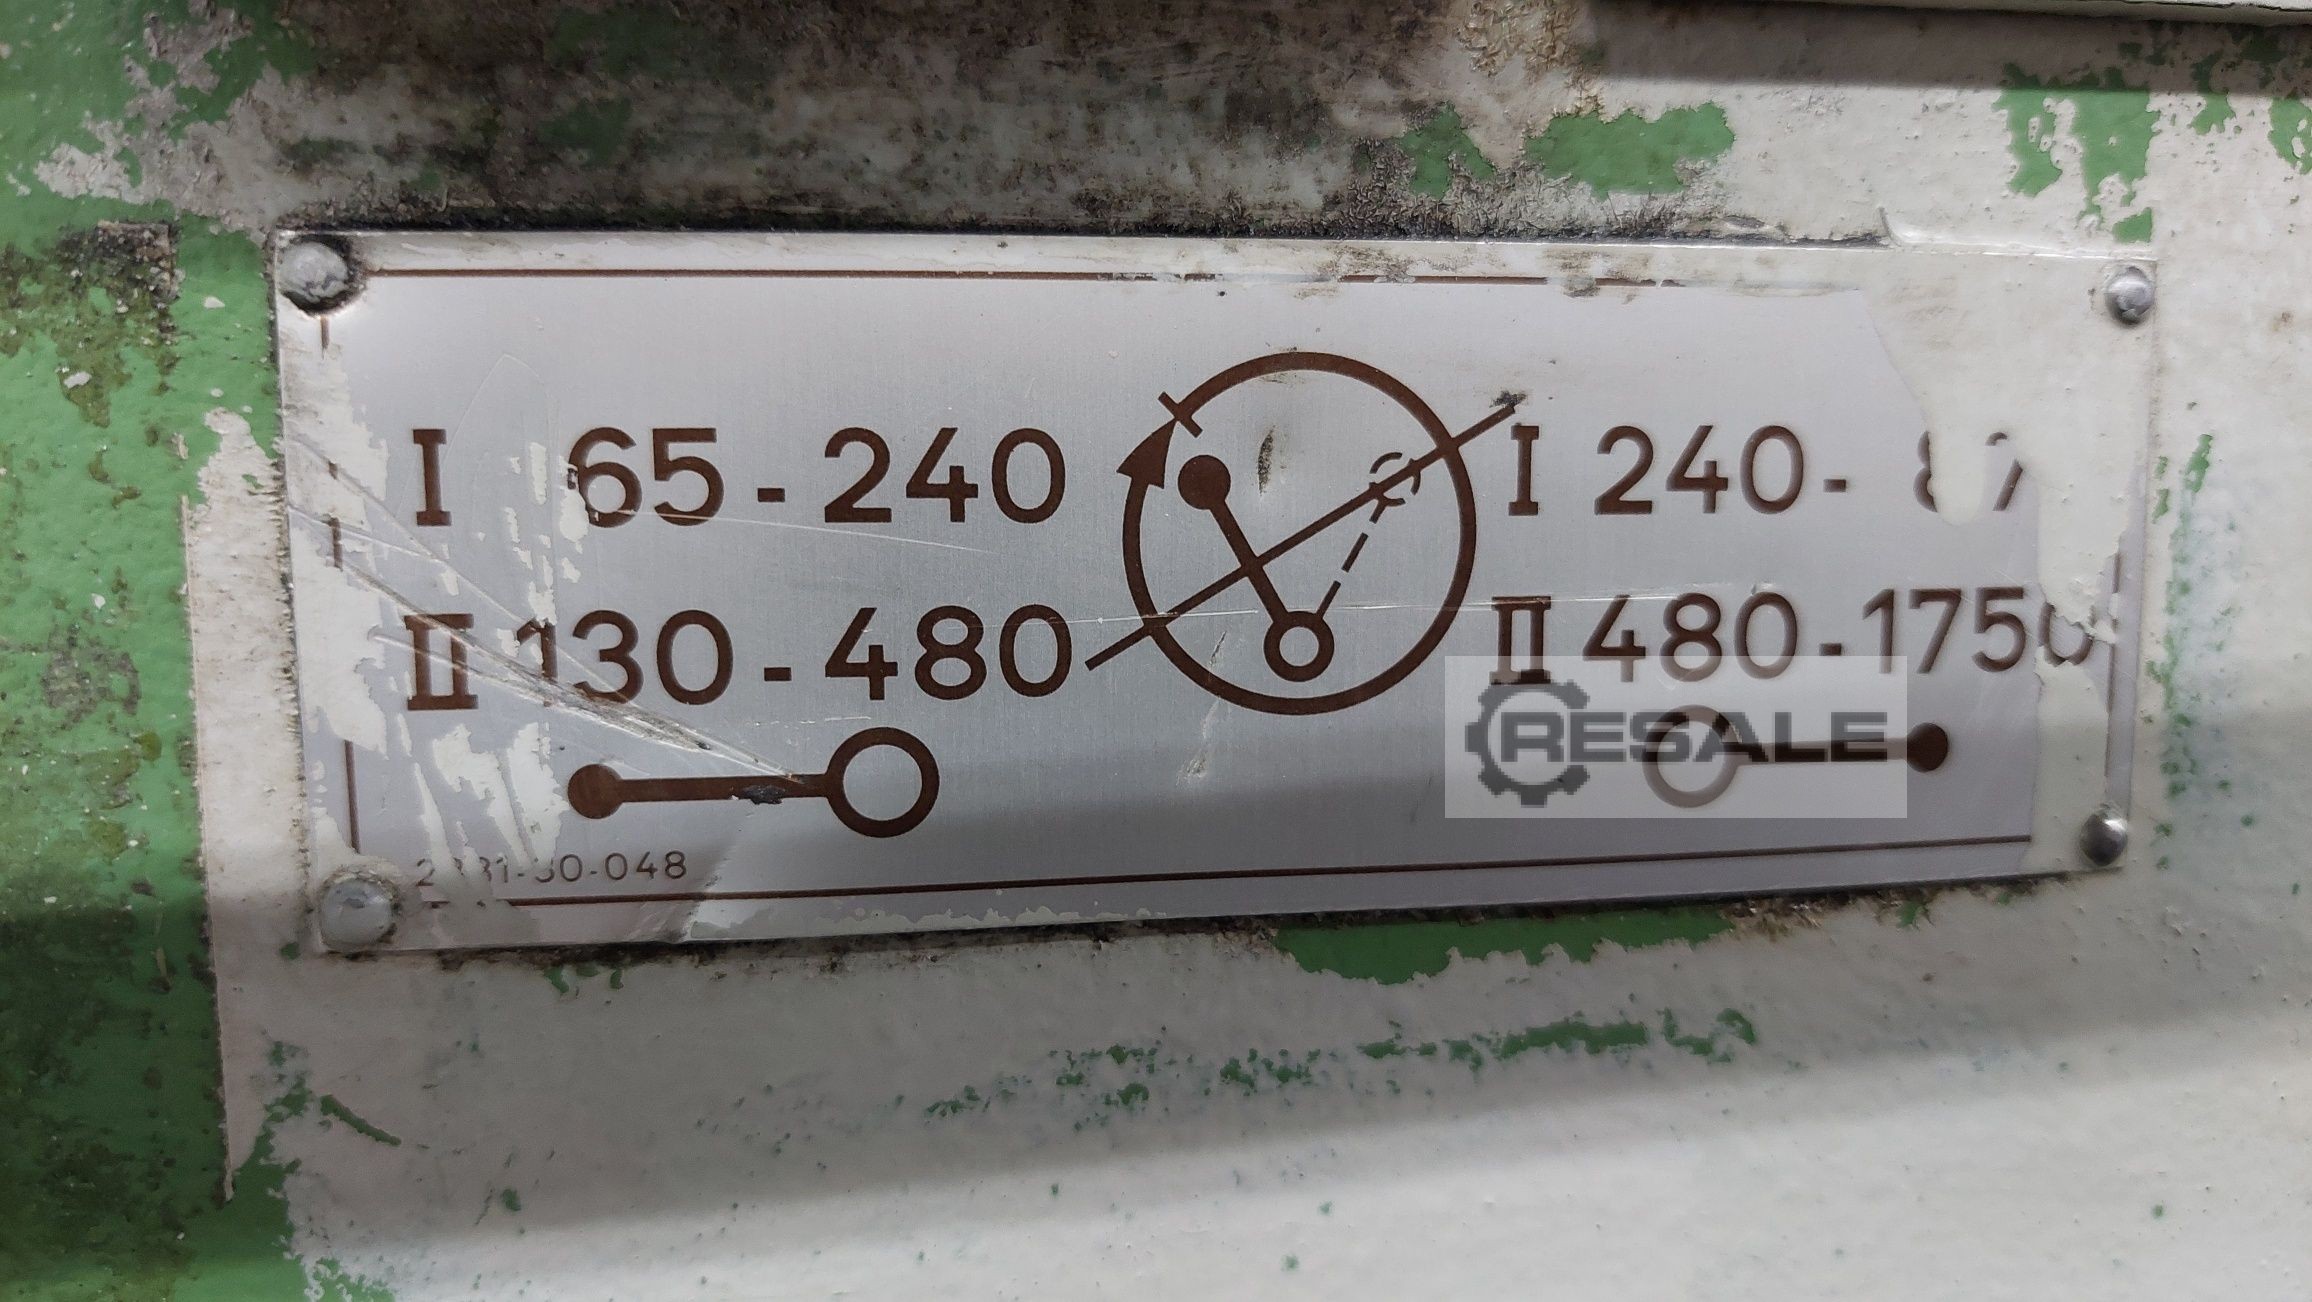 I 65 - 240
II 130 - 480
I 240 -
II 480 - 1750
RESALE